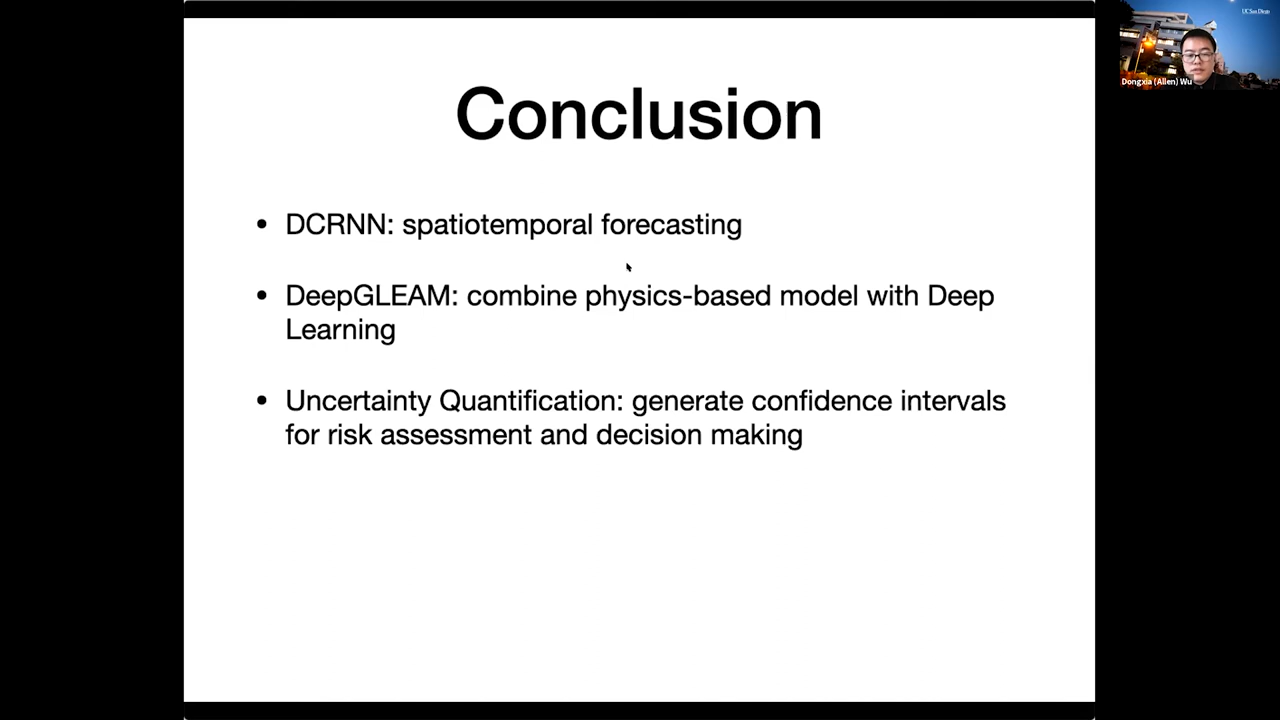 Conclusion
• DCRNN: spatiotemporal forecasting
• DeepGLEAM: combine physics-based model with Deep
Learning
• Uncertainty Quantification: generate confidence intervals
for risk assessment and decision making
UC San Diego
Dongxia (Allen) Wu